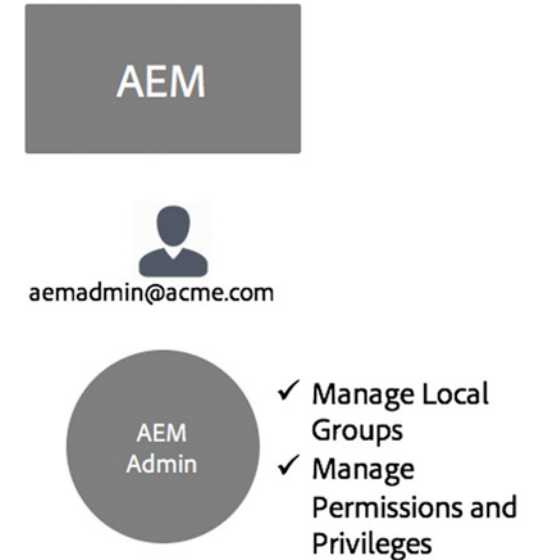 AEM
aemadmin@acme.com
AEM
Admin
✓ Manage Local
Groups
✓ Manage
Permissions and
Privileges